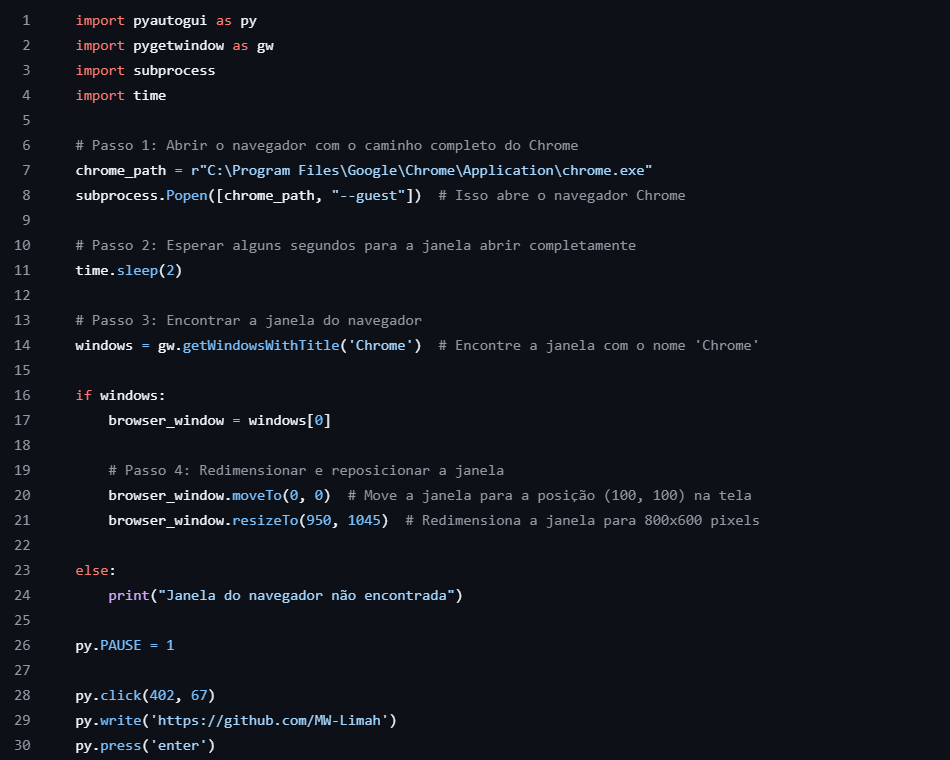 1 import pyautogui as py
2 import pygetwindow as gw
3 import subprocess
4 import time
5
6 # Passo 1: Abrir o navegador com o caminho completo do Chrome
7 chrome_path = r"C:\Program Files\Google\Chrome\Application\chrome.exe"
8 subprocess.Popen([chrome_path, "--guest"])  # Isso abre o navegador Chrome
9
10 # Passo 2: Esperar alguns segundos para a janela abrir completamente
11 time.sleep(2)
12
13 # Passo 3: Encontrar a janela do navegador
14 windows = gw.getWindowsWithTitle('Chrome')  # Encontre a janela com o nome 'Chrome'
15
16 if windows:
17     browser_window = windows[0]
18
19     # Passo 4: Redimensionar e reposicionar a janela
20     browser_window.moveTo(0, 0)  # Move a janela para a posição (100, 100) na tela
21     browser_window.resizeTo(950, 1045)  # Redimensiona a janela para 800x600 pixels
22
23 else:
24     print("Janela do navegador não encontrada")
25
26 py.PAUSE = 1
27
28 py.click(402, 67)
29 py.write('https://github.com/MW-Limah')
30 py.press('enter')